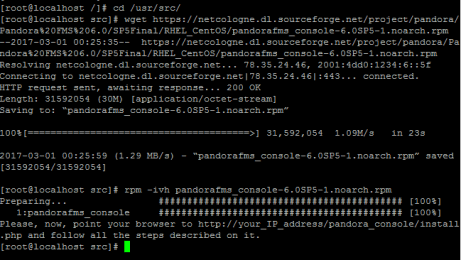 [root@localhost /]# cd /usr/src/
[root@localhost src]# wget https://netcologne.dl.sourceforge.net/project/pandora/
Pandora%20FMS%206.0/SP5Final/RHEL_CentOS/pandorafms_console-6.0SP5-1.noarch.rpm
--2017-03-01 00:25:35--  https://netcologne.dl.sourceforge.net/project/pandora/Pa
ndora%20FMS%206.0/SP5Final/RHEL_CentOS/pandorafms_console-6.0SP5-1.noarch.rpm
Resolving netcologne.dl.sourceforge.net... 78.35.24.46, 2001:4dd0:1234:6::5f
Connecting to netcologne.dl.sourceforge.net|78.35.24.46|:443... connected.
HTTP request sent, awaiting response... 200 OK
Length: 31592054 (30M) [application/octet-stream]
Saving to: “pandorafms_console-6.0SP5-1.noarch.rpm”
100%[=====================================>] 31,592,054  1.09M/s   in 23s
2017-03-01 00:25:59 (1.29 MB/s) - “pandorafms_console-6.0SP5-1.noarch.rpm” saved
[31592054/31592054]
[root@localhost src]# rpm -ivh pandorafms_console-6.0SP5-1.noarch.rpm
Preparing...                ########################################### [100%]
   1:pandorafms_console     ########################################### [100%]
Please, now, point your browser to http://your_IP_address/pandora_console/install
.php and follow all the steps described on it.
[root@localhost src]#